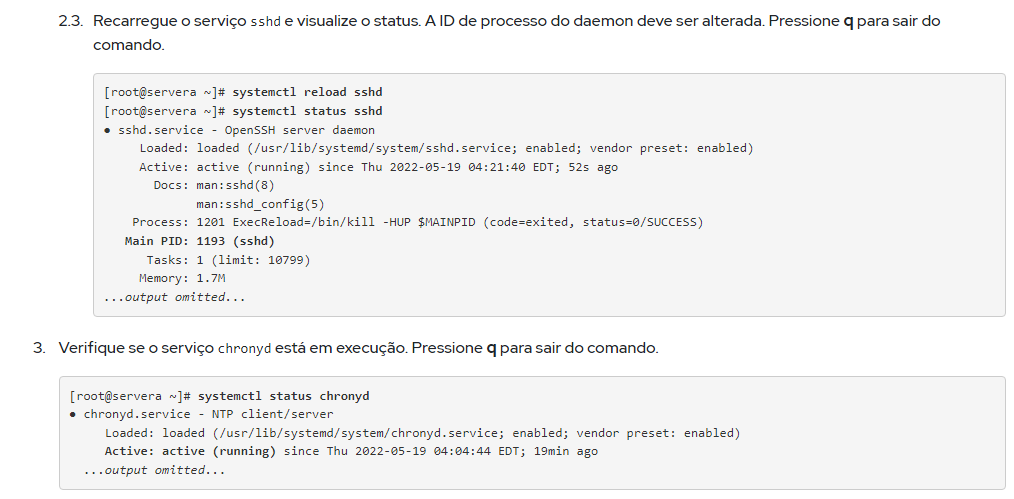 2.3. Recarregue o serviço sshd e visualize o status. A ID de processo do daemon deve ser alterada. Pressione q para sair do
comando.
[root@servera ~]# systemctl reload sshd
[root@servera ~]# systemctl status sshd
● sshd.service - OpenSSH server daemon
Loaded: loaded (/usr/lib/systemd/system/sshd.service; enabled; vendor preset: enabled)
Active: active (running) since Thu 2022-05-19 04:21:40 EDT; 52s ago
Docs: man:sshd(8)
man:sshd_config(5)
Process: 1201 ExecReload=/bin/kill -HUP $MAINPID (code=exited, status=0/SUCCESS)
Main PID: 1193 (sshd)
Tasks: 1 (limit: 10799)
Memory: 1.7M
...output omitted...
3. Verifique se o serviço chronyd está em execução. Pressione q para sair do comando.
[root@servera ~]# systemctl status chronyd
● chronyd.service - NTP client/server
Loaded: loaded (/usr/lib/systemd/system/chronyd.service; enabled; vendor preset: enabled)
Active: active (running) since Thu 2022-05-19 04:04:44 EDT; 19min ago
...output omitted...